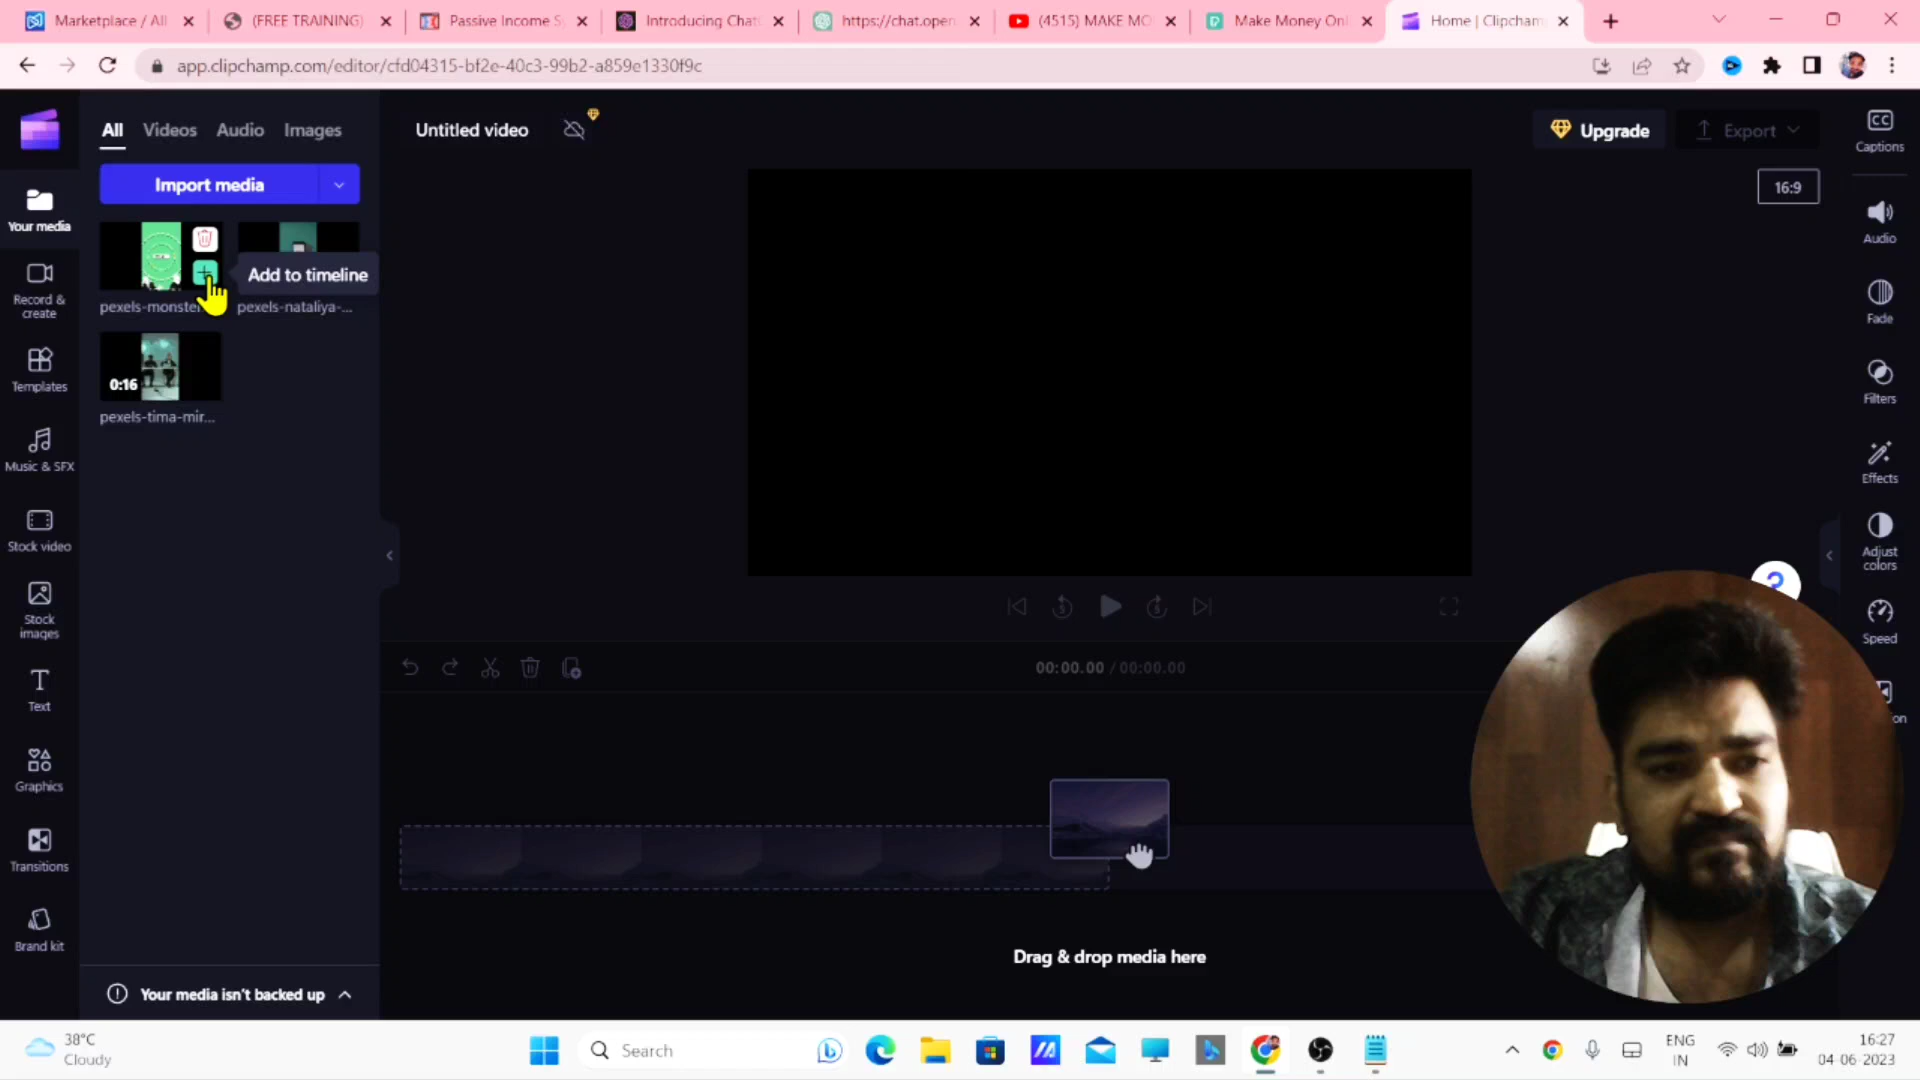 Marketplace / All
(FREE TRAINING)
Passive Income S
Introducing Chat
https://chat.open
(4515) MAKE MO
Make Money Onl
Home | Clipchamp
app.clipchamp.com/editor/cfd04315-bf2e-40c3-99b2-a859e1330f9c
All
Videos
Audio
Images
Untitled video
Upgrade
Export
CC
Captions
Import media
16:9
Your media
Add to timeline
Audio
pexels-monster
pexels-nataliya-...
Record & create
Fade
Templates
0:16
Filters
pexels-tima-mir...
Music & SFX
Effects
Stock video
Adjust colors
Stock images
Speed
00:00.00 / 00:00.00
Text
Graphics
Transitions
Brand kit
Drag & drop media here
Your media isn't backed up
38°C
Cloudy
Search
ENG
IN
16:27
04-06-2023